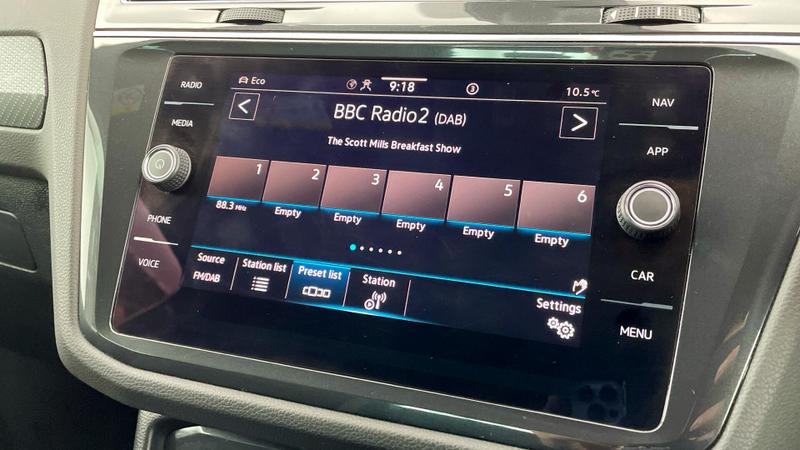 RADIO
MEDIA
PHONE
VOICE
Eco
9:18
3
10.5°C
<
BBC Radio2 (DAB)
>
The Scott Mills Breakfast Show
1 2 3 4 5 6
88.3 MHz Empty Empty Empty Empty Empty
Source Station list Preset list Station
FM/DAB
Settings
NAV
APP
CAR
MENU